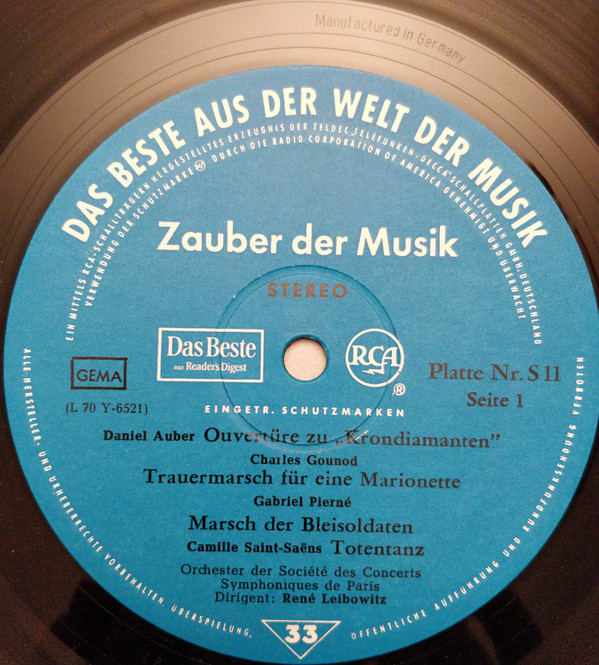 Manufactured in Germany
DAS BESTE AUS DER WELT DER MUSIK
EIN MITTELS RCA-SCHALLTRÄGERN HERGESTELLTES ERZEUGNIS DER TELDEC „TELEFUNKEN-DECCA“ SCHALLPLATTEN GMBH. DEUTSCHLAND
VERWENDUNG DER SCHUTZMARKE RCA DURCH DIE RADIO CORPORATION OF AMERICA GENEHMIGT UND ÜBERWACHT
Zauber der Musik
STEREO
Das Beste
aus Reader's Digest
RCA
®
GEMA
(L 70 Y-6521)
Platte Nr. S 11
Seite 1
EINGETR. SCHUTZMARKEN
Daniel Auber Ouvertüre zu „Krondiamanten”
Charles Gounod
Trauermarsch für eine Marionette
Gabriel Pierné
Marsch der Bleisoldaten
Camille Saint-Saëns Totentanz
Orchester der Société des Concerts
Symphoniques de Paris
Dirigent: René Leibowitz
33
ALLE HERSTELLER- UND URHEBERRECHTE VORBEHALTEN. ÜBERSPIELUNG, ÖFFENTLICHE AUFFÜHRUNG UND RUNDFUNKSENDUNG VERBOTEN